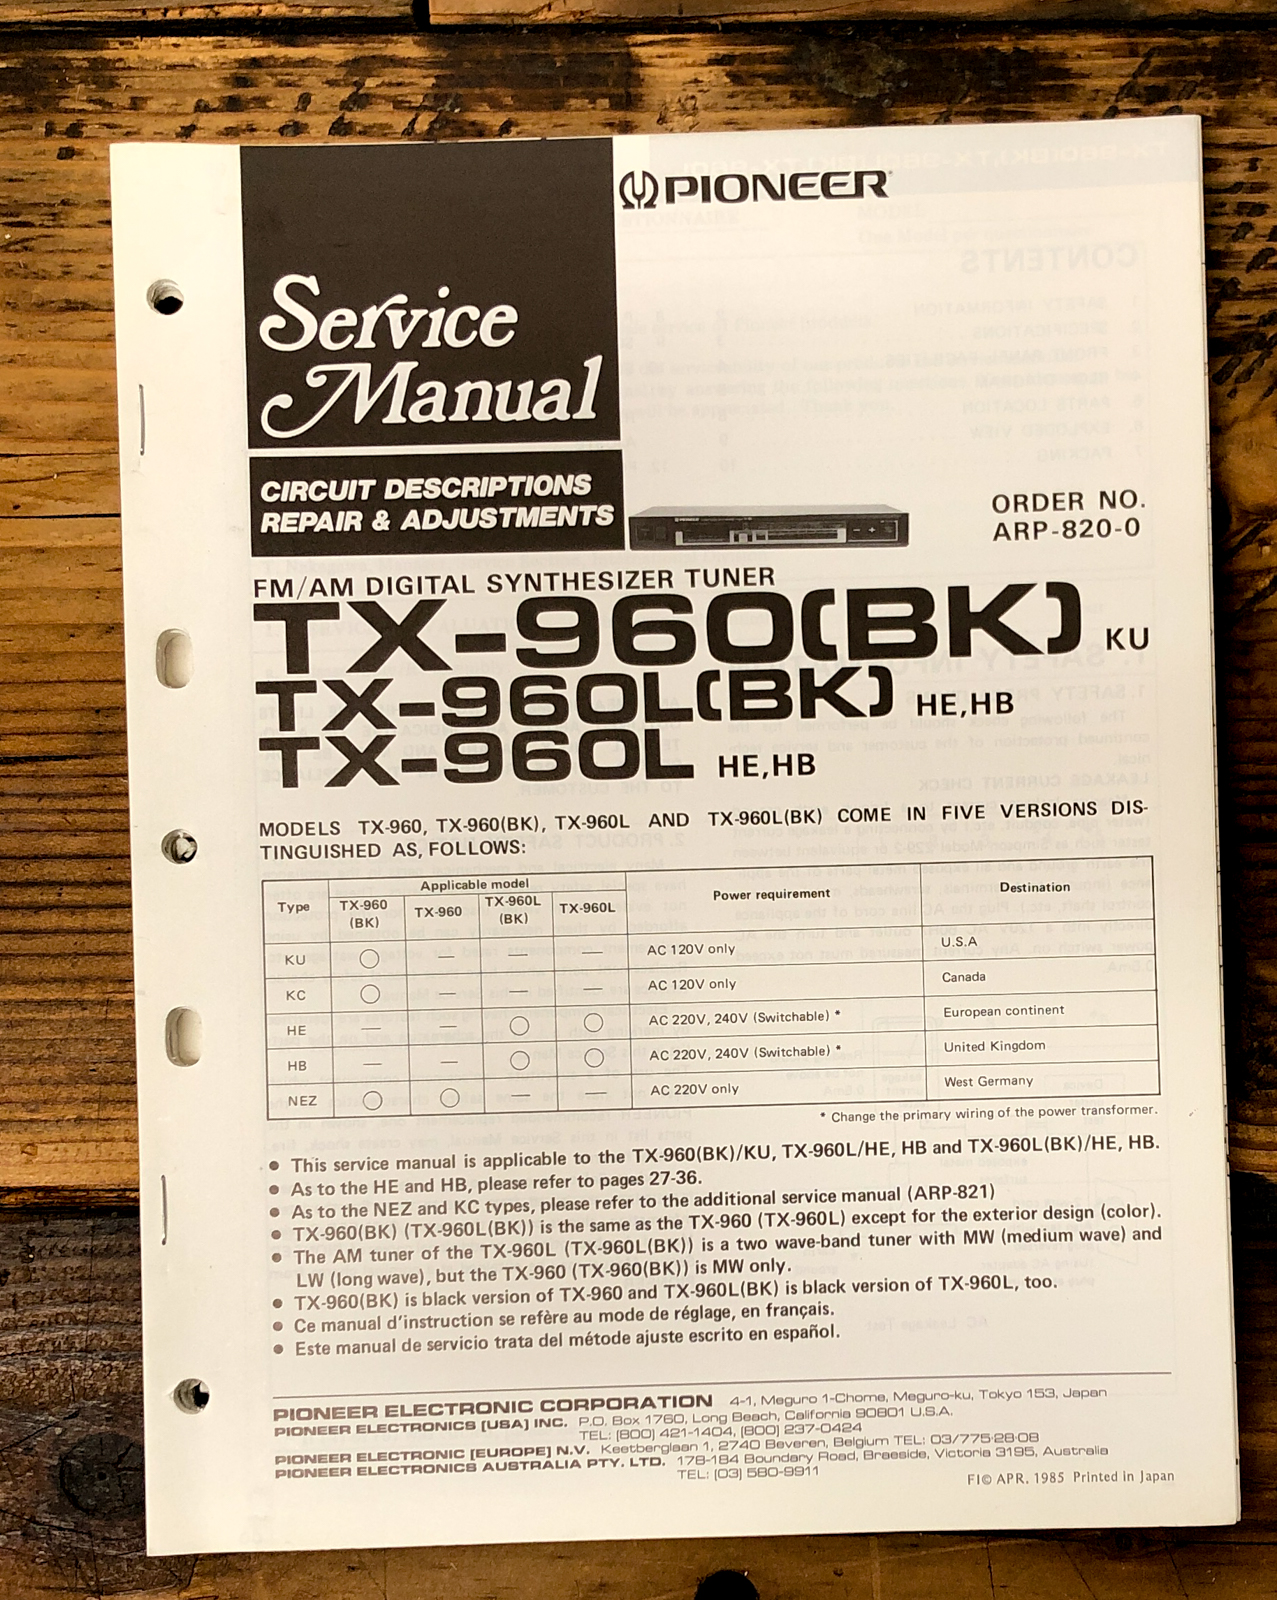 PIONEER
Service
Manual
CIRCUIT DESCRIPTIONS
REPAIR & ADJUSTMENTS
PIONEER
ORDER NO.
ARP-820-0
FM/AM DIGITAL SYNTHESIZER TUNER
TX-960(BK) KU
TX-960L(BK) HE,HB
TX-960L HE,HB
MODELS TX-960, TX-960(BK), TX-960L AND TX-960L(BK) COME IN FIVE VERSIONS DIS-
TINGUISHED AS, FOLLOWS:
Type Applicable model Power requirement Destination
TX-960 (BK) TX-960 TX-960L (BK) TX-960L
KU ○ — — — AC 120V only U.S.A
KC ○ — — — AC 120V only Canada
HE — — ○ ○ AC 220V, 240V (Switchable) * European continent
HB — — ○ ○ AC 220V, 240V (Switchable) * United Kingdom
NEZ ○ ○ — — AC 220V only West Germany
* Change the primary wiring of the power transformer.
● This service manual is applicable to the TX-960(BK)/KU, TX-960L/HE, HB and TX-960L(BK)/HE, HB.
● As to the HE and HB, please refer to pages 27-36.
● As to the NEZ and KC types, please refer to the additional service manual (ARP-821)
● TX-960(BK) (TX-960L(BK)) is the same as the TX-960 (TX-960L) except for the exterior design (color).
● The AM tuner of the TX-960L (TX-960L(BK)) is a two wave-band tuner with MW (medium wave) and
LW (long wave), but the TX-960 (TX-960(BK)) is MW only.
● TX-960(BK) is black version of TX-960 and TX-960L(BK) is black version of TX-960L, too.
● Ce manual d'instruction se refère au mode de réglage, en français.
● Este manual de servicio trata del métode ajuste escrito en español.
PIONEER ELECTRONIC CORPORATION 4-1, Meguro 1-Chome, Meguro-ku, Tokyo 153, Japan
PIONEER ELECTRONICS [USA] INC. P.O. Box 1760, Long Beach, California 90801 U.S.A.
TEL: (800) 421-1404, (800) 237-0424
PIONEER ELECTRONIC [EUROPE] N.V. Keetberglaan 1, 2740 Beveren, Belgium TEL: 03/775·28·08
PIONEER ELECTRONICS AUSTRALIA PTY. LTD. 178-184 Boundary Road, Braeside, Victoria 3195, Australia
TEL: (03) 580-9911
FI© APR. 1985 Printed in Japan